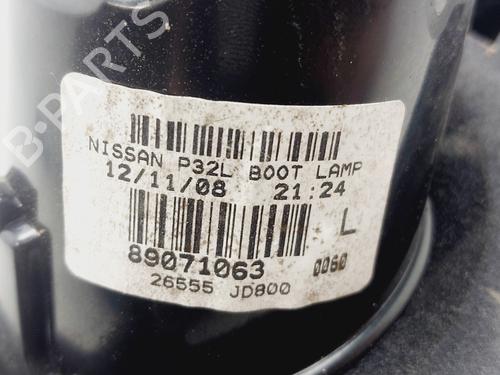 B-PARTS
NISSAN P32L BOOT LAMP
12/11/08 21:24
L
89071063 0060
26555 JD800